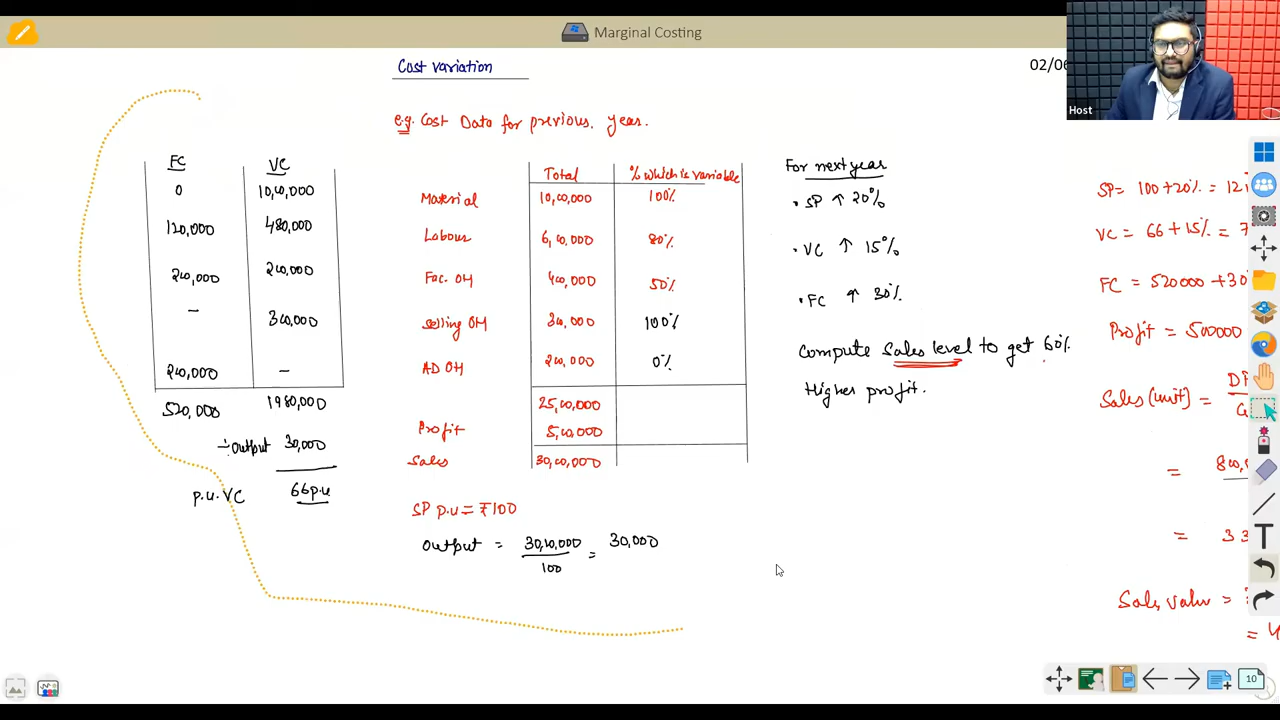 Marginal Costing
Cost variation
02/06
Host
e.g. Cost Data for previous year.
FC VC
0 10,00,000
120,000 480,000
200,000 200,000
- 300,000
200,000 -
520,000 1980,000
÷ output 30,000
p.u. VC 66 p.u
Total % which is variable
Material 10,00,000 100%
Labour 6,00,000 80%
Fac. OH 400,000 50%
Selling OH 300,000 100%
AD OH 200,000 0%
25,00,000
Profit 5,00,000
Sales 30,00,000
SP p.u = ₹100
Output = 30,00,000 = 30,000
100
For next year
• SP ↑ 20%
• VC ↑ 15%
• FC ↑ 30%
Compute sales level to get 60%
Higher profit.
SP = 100 + 20% = 12
VC = 66 + 15% = 7
FC = 520000 + 30
Profit = 500000
Sales (unit) =
=
= 33
Sales value =
= 4
T
10